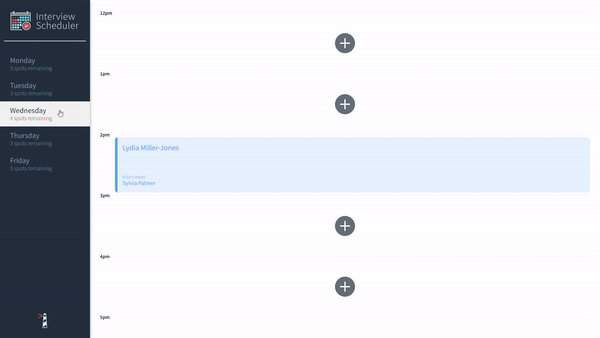 Interview
Scheduler
Monday
3 spots remaining
Tuesday
3 spots remaining
Wednesday
4 spots remaining
Thursday
3 spots remaining
Friday
3 spots remaining
12pm
1pm
2pm
Lydia Miller-Jones
Interviewer
Sylvia Palmer
3pm
4pm
5pm